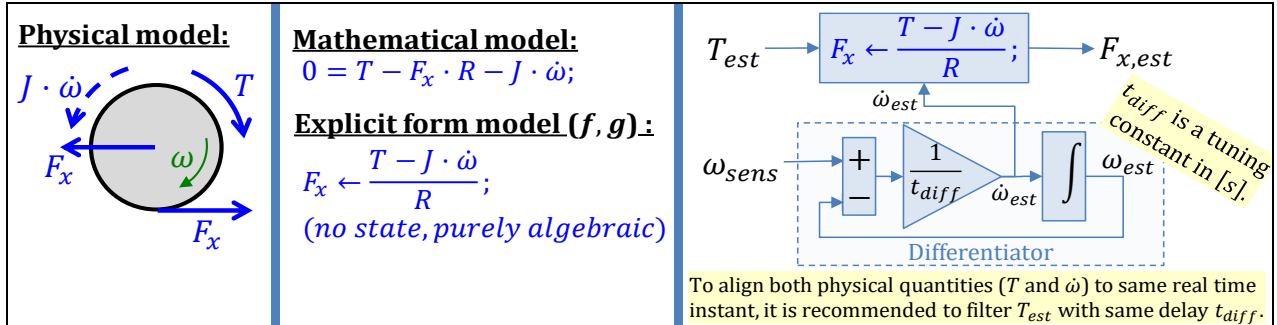 Physical model:
J · ω̇
T
ω
F_x
F_x
Mathematical model:
0 = T − F_x · R − J · ω̇;
Explicit form model (f, g) :
F_x ← (T − J · ω̇) / R ;
(no state, purely algebraic)
T_est
F_x ← (T − J · ω̇) / R ;
F_x,est
ω̇_est
t_diff is a tuning
constant in [s].
ω_sens
+
−
1 / t_diff
ω̇_est
∫
ω_est
Differentiator
To align both physical quantities (T and ω̇) to same real time
instant, it is recommended to filter T_est with same delay t_diff.